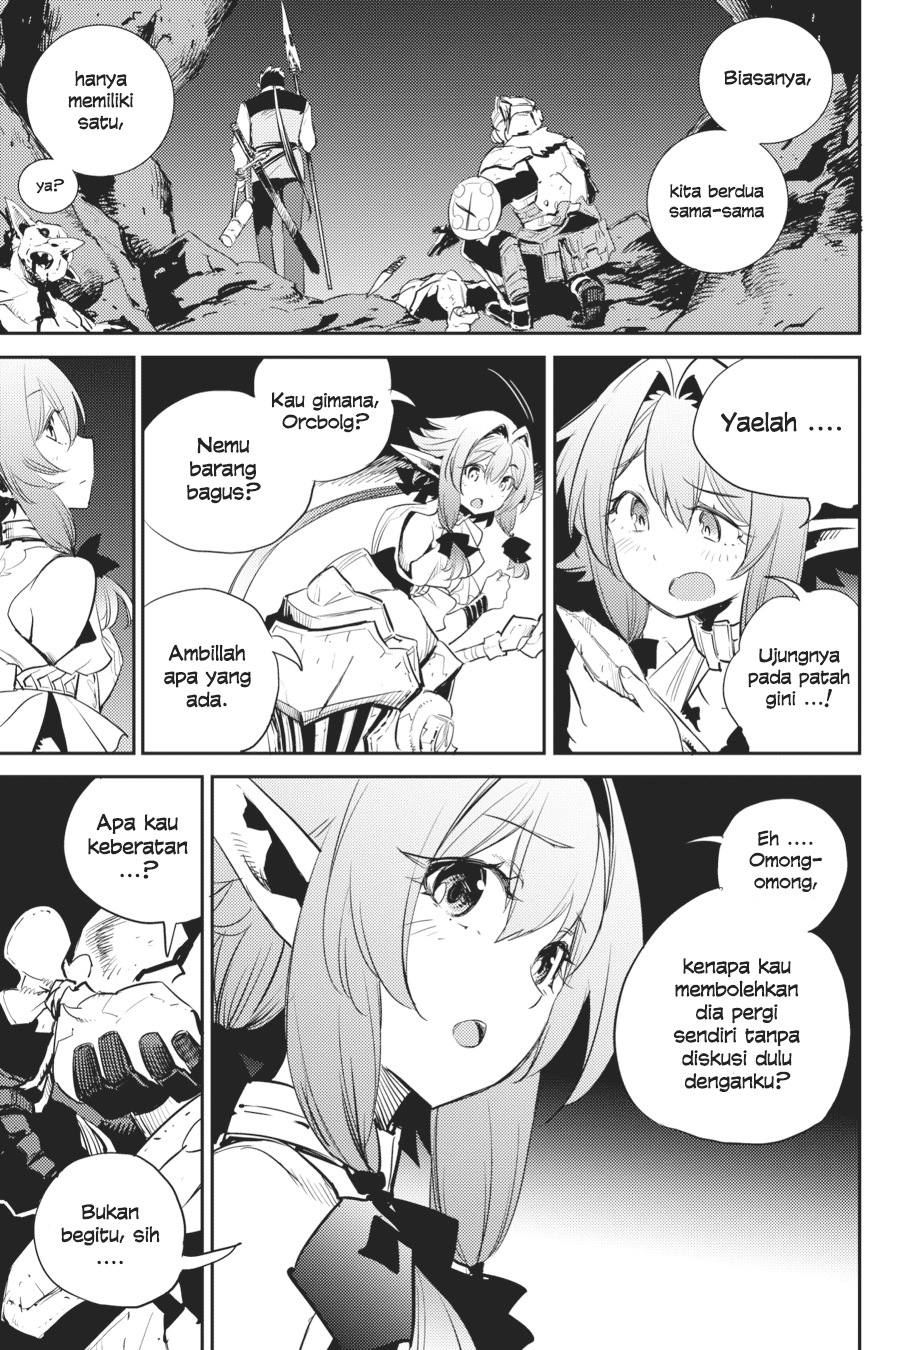 Biasanya,
kita berdua
sama-sama
hanya
memiliki
satu,
ya?
Yaelah ....
Ujungnya
pada patah
gini ...!
Kau gimana,
Orcbolg?
Nemu
barang
bagus?
Ambillah
apa yang
ada.
Eh ....
Omong-
omong,
kenapa kau
membolehkan
dia pergi
sendiri tanpa
diskusi dulu
denganku?
Apa kau
keberatan
...?
Bukan
begitu, sih
....